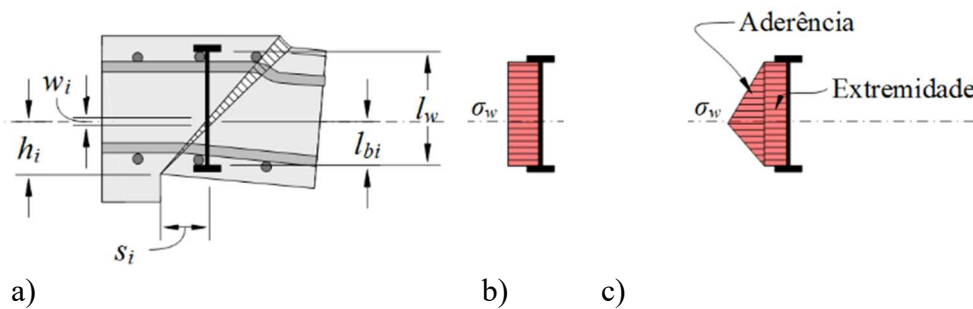 Aderência
w_i
l_w
σ_w
σ_w
Extremidade
h_i
l_bi
s_i
a)
b)
c)